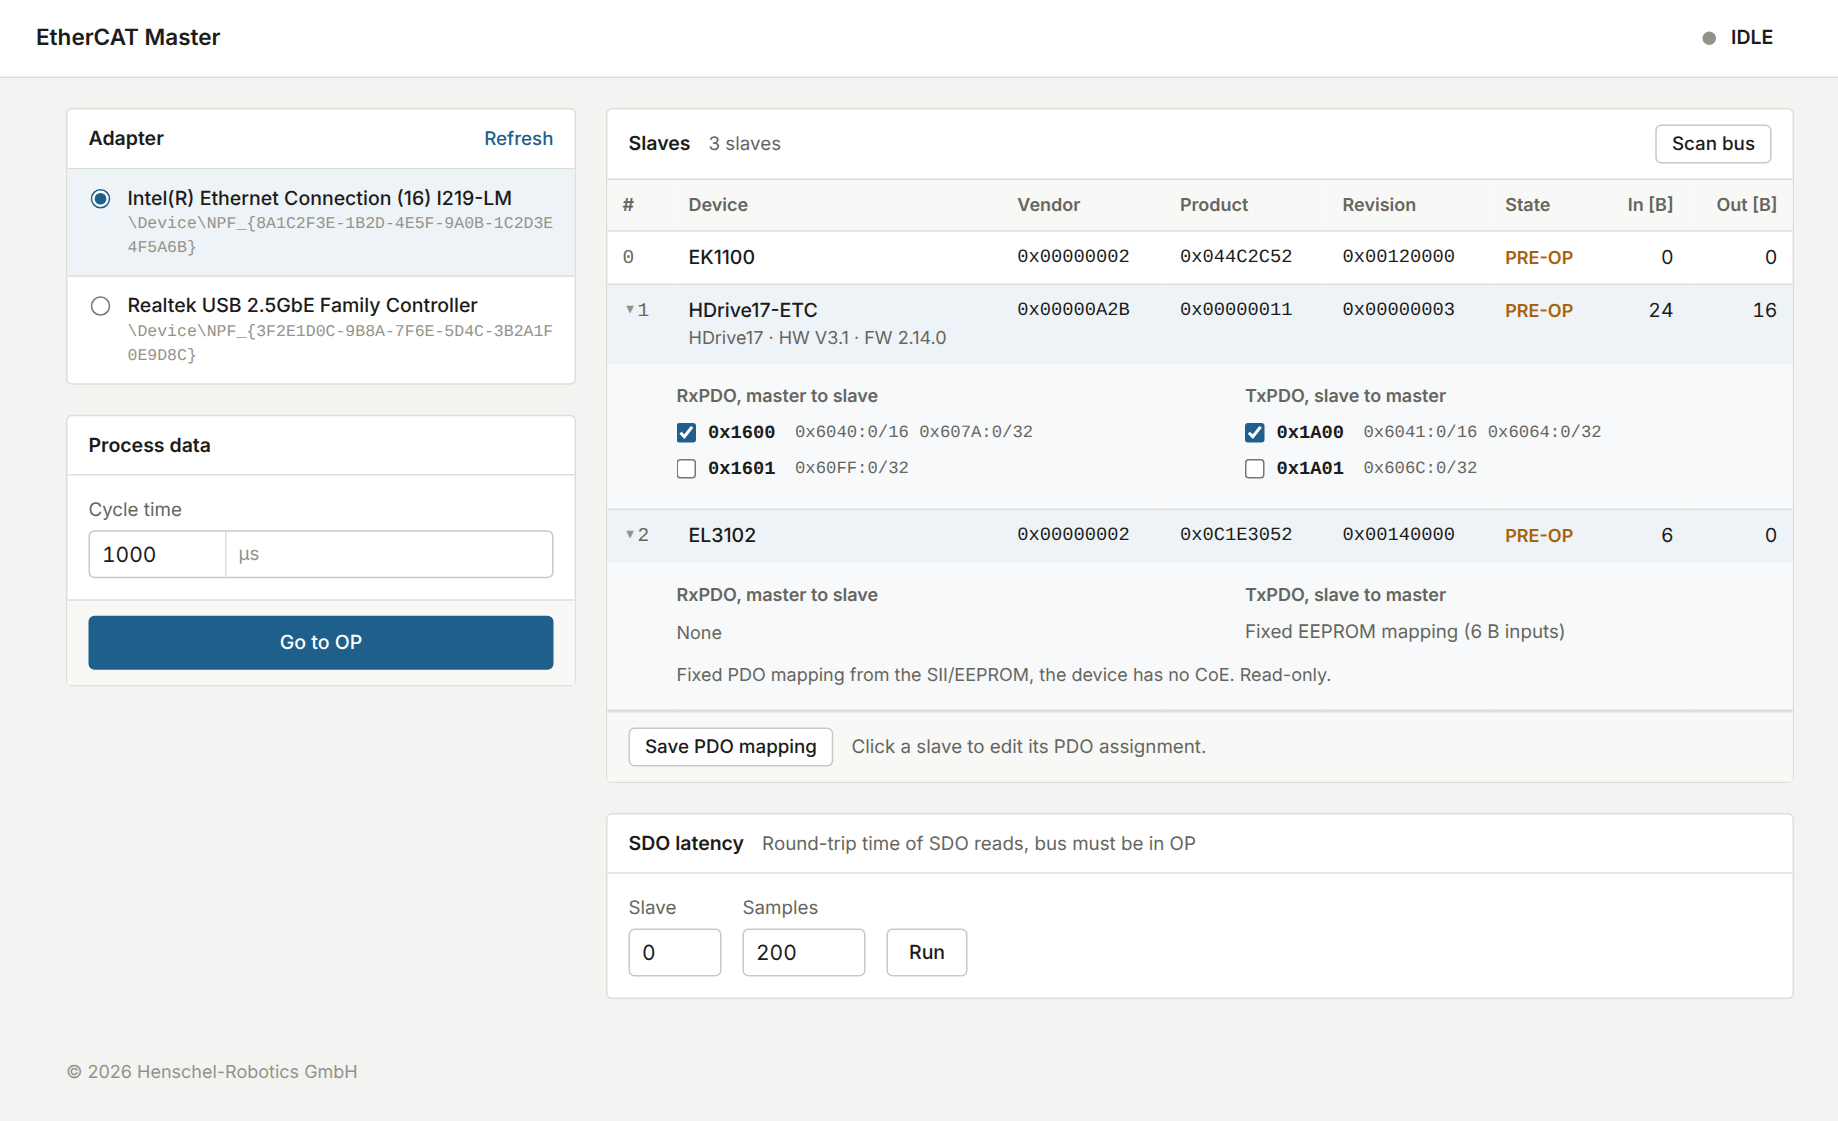 EtherCAT Master
IDLE
Adapter
Refresh
Intel(R) Ethernet Connection (16) I219-LM
\Device\NPF_{8A1C2F3E-1B2D-4E5F-9A0B-1C2D3E
4F5A6B}
Realtek USB 2.5GbE Family Controller
\Device\NPF_{3F2E1D0C-9B8A-7F6E-5D4C-3B2A1F
0E9D8C}
Process data
Cycle time
1000 µs
Go to OP
Slaves 3 slaves
Scan bus
# Device Vendor Product Revision State In [B] Out [B]
0 EK1100 0x00000002 0x044C2C52 0x00120000 PRE-OP 0 0
▾1 HDrive17-ETC 0x00000A2B 0x00000011 0x00000003 PRE-OP 24 16
HDrive17 · HW V3.1 · FW 2.14.0
RxPDO, master to slave
0x1600 0x6040:0/16 0x607A:0/32
0x1601 0x60FF:0/32
TxPDO, slave to master
0x1A00 0x6041:0/16 0x6064:0/32
0x1A01 0x606C:0/32
▾2 EL3102 0x00000002 0x0C1E3052 0x00140000 PRE-OP 6 0
RxPDO, master to slave
None
TxPDO, slave to master
Fixed EEPROM mapping (6 B inputs)
Fixed PDO mapping from the SII/EEPROM, the device has no CoE. Read-only.
Save PDO mapping
Click a slave to edit its PDO assignment.
SDO latency Round-trip time of SDO reads, bus must be in OP
Slave Samples
0 200 Run
© 2026 Henschel-Robotics GmbH